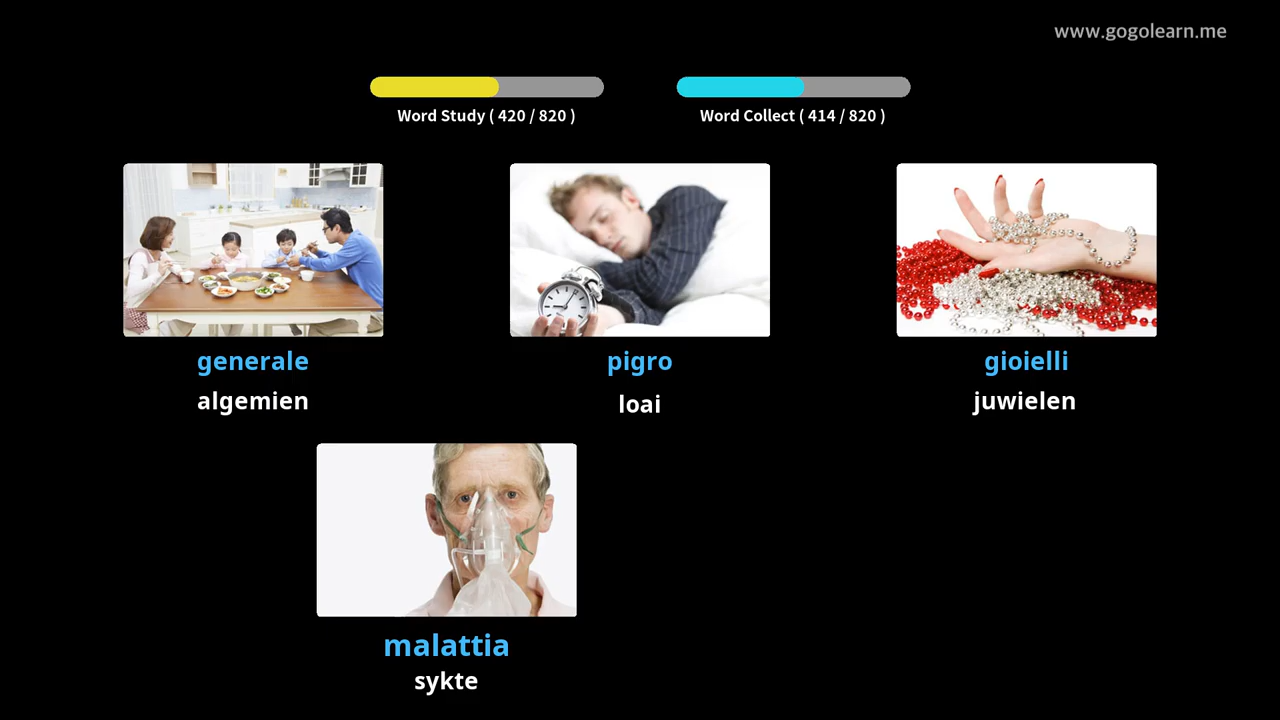 www.gogolearn.me
Word Study ( 420 / 820 )
Word Collect ( 414 / 820 )
generale
pigro
gioielli
algemien
loai
juwielen
malattia
sykte